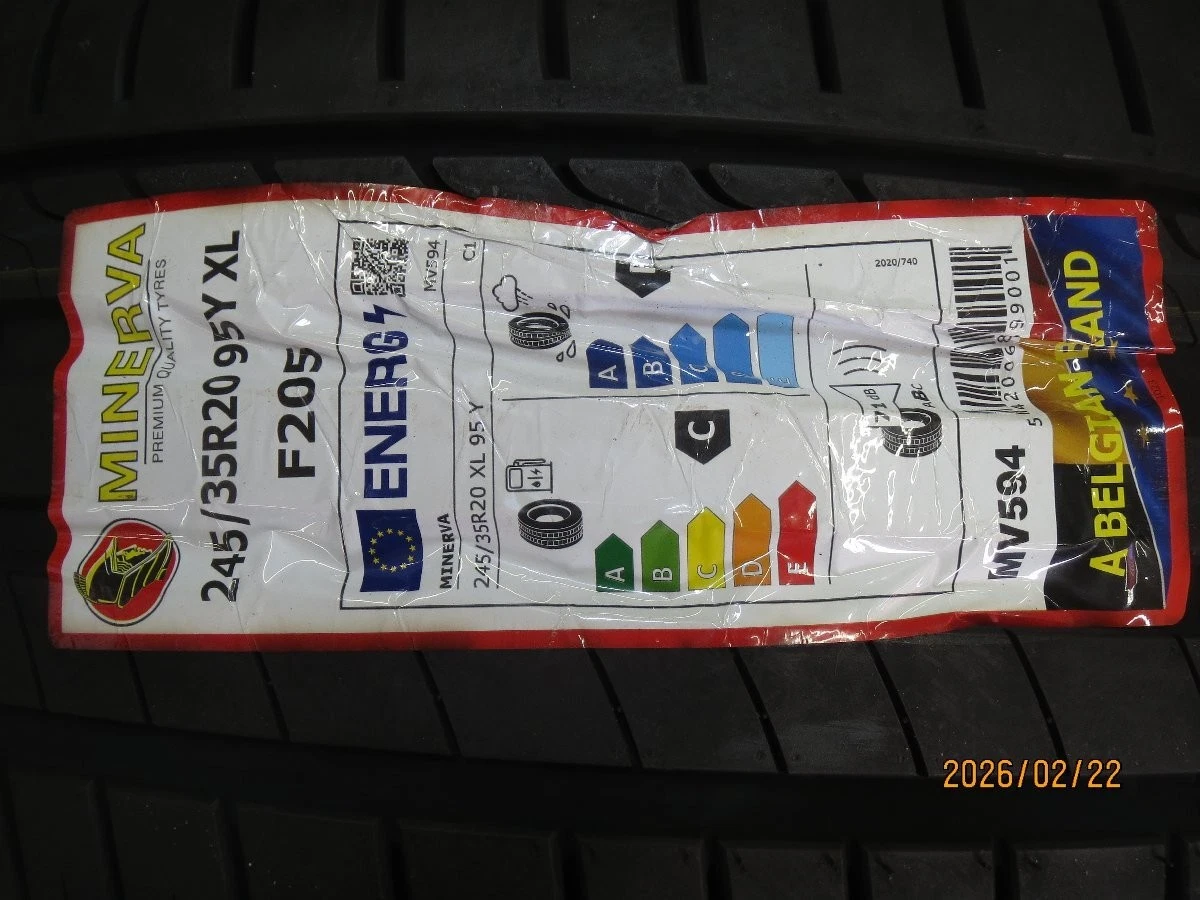 MINERVA
PREMIUM QUALITY TYRES
245/35R20 95Y XL
F205
ENERG
MV594
MINERVA
245/35R20 XL 95 Y
C1
A
B
C
D
E
C
A
B
C
D
E
ABC
2020/740
MV594
A BELGIAN BRAND
2026/02/22